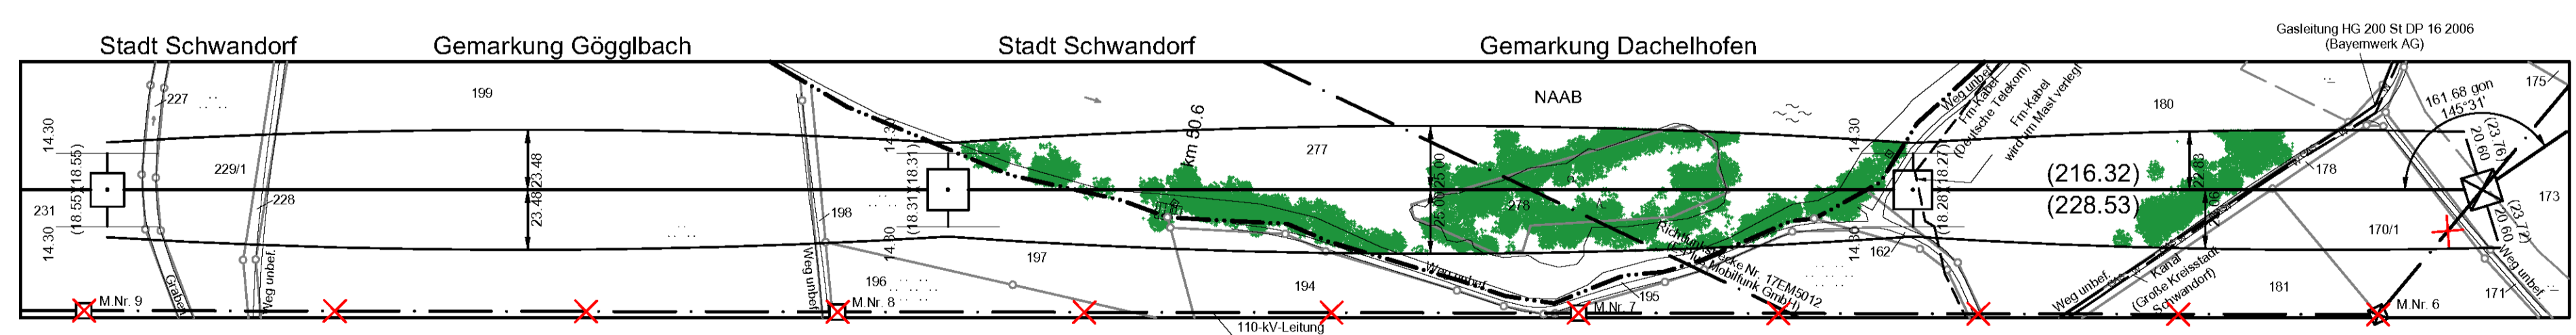 Stadt Schwandorf
Gemarkung Gögglbach
Stadt Schwandorf
Gemarkung Dachelhofen
Gasleitung HG 200 St DP 16 2006
(Bayernwerk AG)
227
199
14.30
(18.55)(18.55)
14.30
229/1
231
228
Graben
Weg unbef.
23.48
23.48
198
Weg unbef.
14.30
(18.31)(18.31)
14.30
196
197
km 50.6
277
NAAB
25.00
25.00
278
194
Weg unbef.
195
Richtfunkstrecke Nr. 17EM5012
(E-Plus Mobilfunk GmbH)
162
14.30
(18.28)(18.27)
14.30
Weg unbef.
Fm-Kabel
(Deutsche Telekom)
Fm-Kabel
wird um Mast verlegt
180
(216.32)
(228.53)
22.83
178
161.68 gon
145°31'
(23.76)
20.60
20.60
(23.72)
175
173
170/1
181
171
Weg unbef.
Weg unbef.
Kanal
(Große Kreisstadt
Schwandorf)
M.Nr. 9
M.Nr. 8
M.Nr. 7
M.Nr. 6
110-kV-Leitung